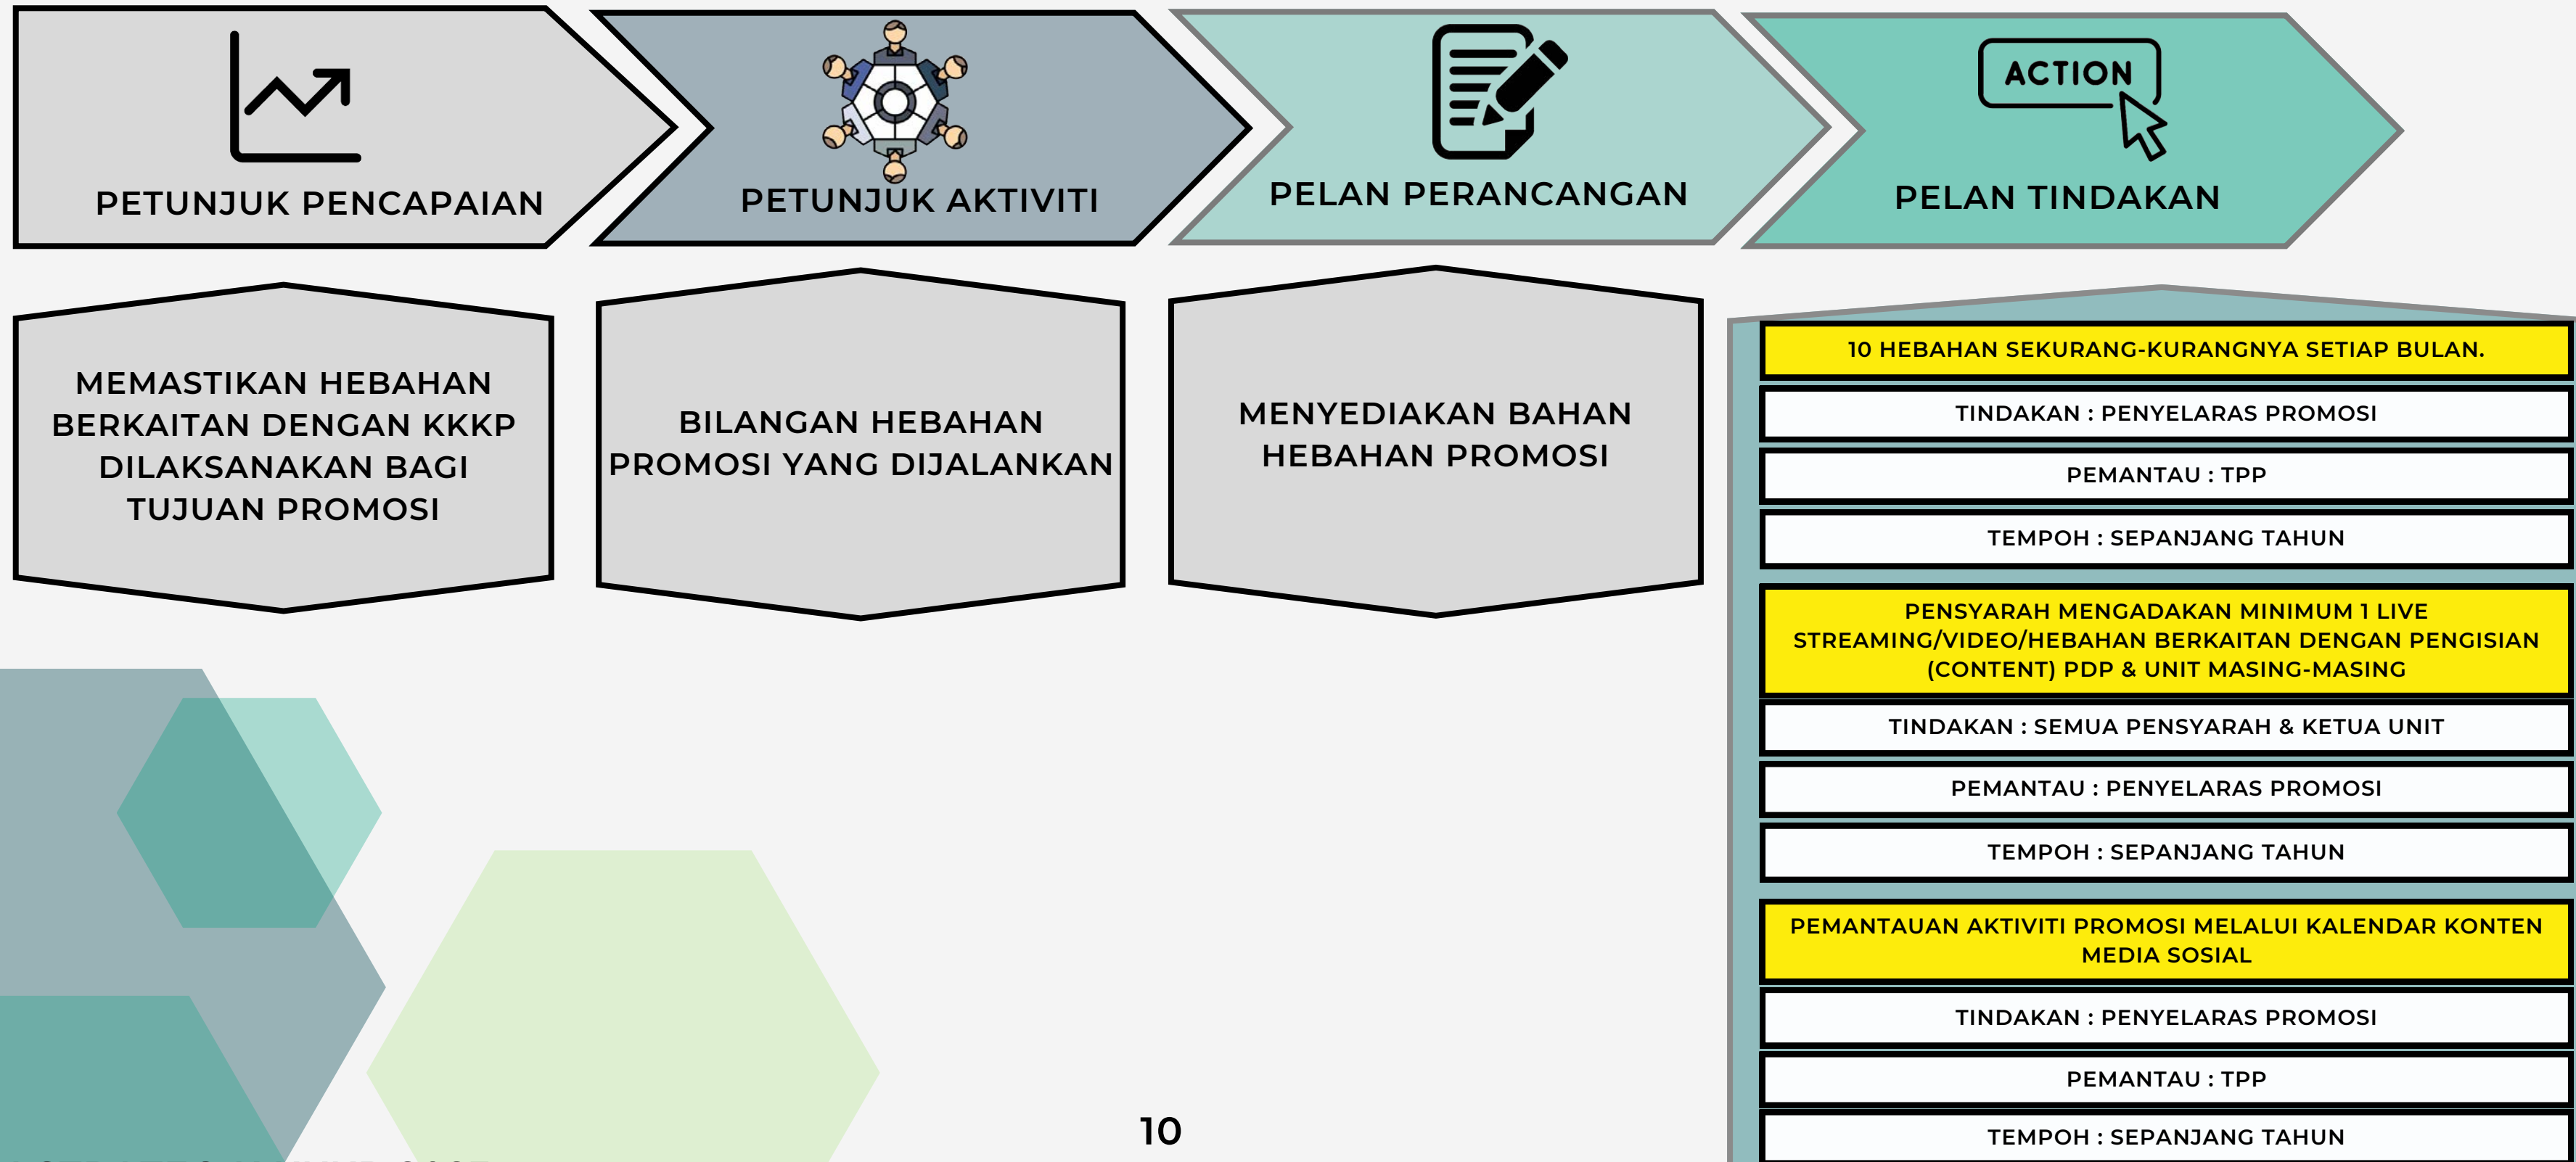 PETUNJUK PENCAPAIAN
PETUNJUK AKTIVITI
PELAN PERANCANGAN
ACTION
PELAN TINDAKAN
MEMASTIKAN HEBAHAN
BERKAITAN DENGAN KKKP
DILAKSANAKAN BAGI
TUJUAN PROMOSI
BILANGAN HEBAHAN
PROMOSI YANG DIJALANKAN
MENYEDIAKAN BAHAN
HEBAHAN PROMOSI
10 HEBAHAN SEKURANG-KURANGNYA SETIAP BULAN.
TINDAKAN : PENYELARAS PROMOSI
PEMANTAU : TPP
TEMPOH : SEPANJANG TAHUN
PENSYARAH MENGADAKAN MINIMUM 1 LIVE
STREAMING/VIDEO/HEBAHAN BERKAITAN DENGAN PENGISIAN
(CONTENT) PDP & UNIT MASING-MASING
TINDAKAN : SEMUA PENSYARAH & KETUA UNIT
PEMANTAU : PENYELARAS PROMOSI
TEMPOH : SEPANJANG TAHUN
PEMANTAUAN AKTIVITI PROMOSI MELALUI KALENDAR KONTEN
MEDIA SOSIAL
TINDAKAN : PENYELARAS PROMOSI
PEMANTAU : TPP
TEMPOH : SEPANJANG TAHUN
10